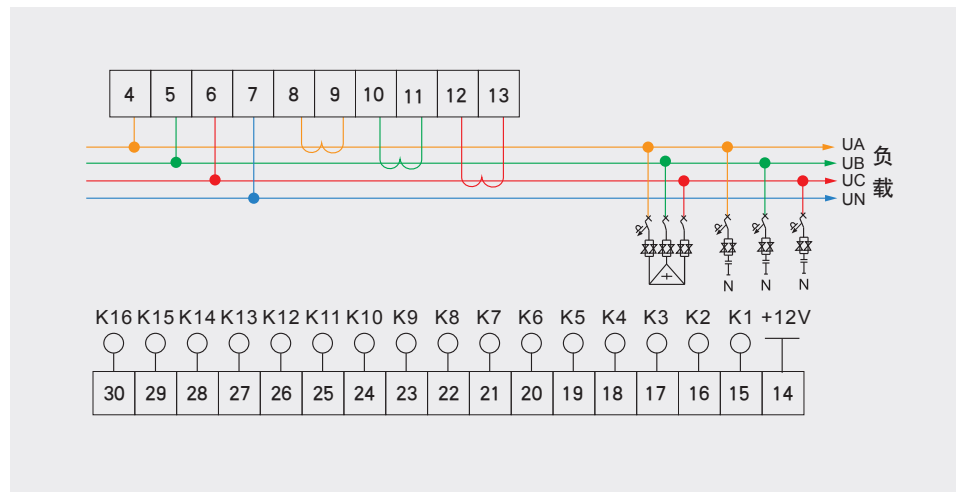 4 5 6 7 8 9 10 11 12 13
UA
UB
UC
UN
负
载
N N N
K16 K15 K14 K13 K12 K11 K10 K9 K8 K7 K6 K5 K4 K3 K2 K1 +12V
30 29 28 27 26 25 24 23 22 21 20 19 18 17 16 15 14